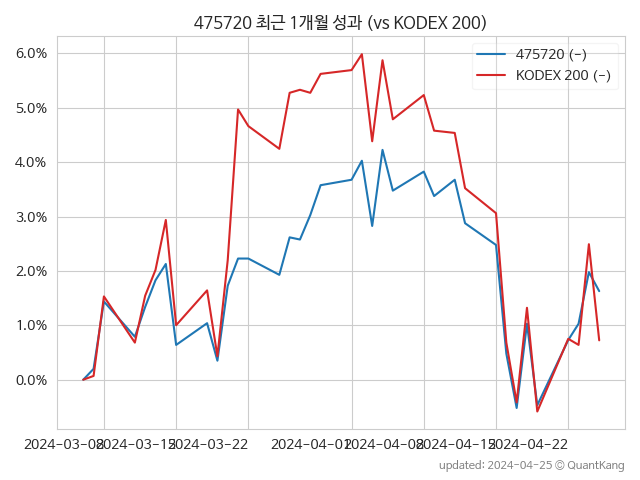 475720 최근 1개월 성과 (vs KODEX 200)
475720 (-)
KODEX 200 (-)
6.0%
5.0%
4.0%
3.0%
2.0%
1.0%
0.0%
2024-03-08 2024-03-15 2024-03-22 2024-04-01 2024-04-08 2024-04-15 2024-04-22
updated: 2024-04-25 © QuantKang